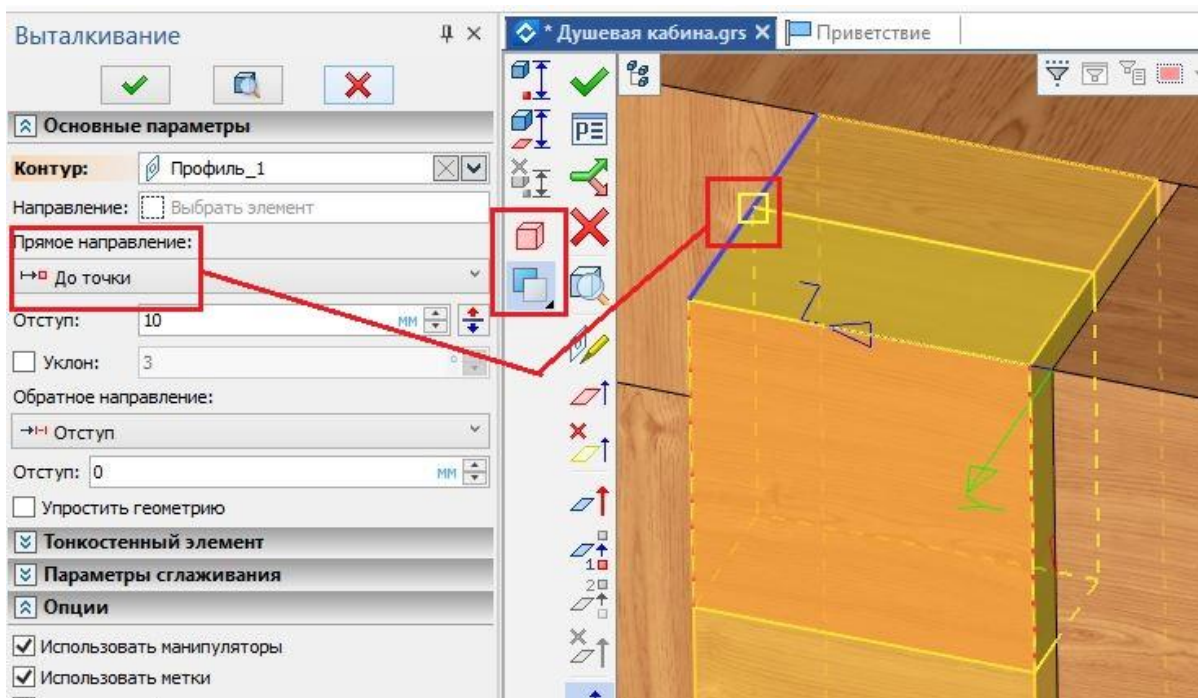 Выталкивание
* Душевая кабина.grs
Приветствие
Основные параметры
Контур: Профиль_1
Направление: Выбрать элемент
Прямое направление:
До точки
Отступ: 10 мм
Уклон: 3 °
Обратное направление:
Отступ
Отступ: 0 мм
Упростить геометрию
Тонкостенный элемент
Параметры сглаживания
Опции
Использовать манипуляторы
Использовать метки